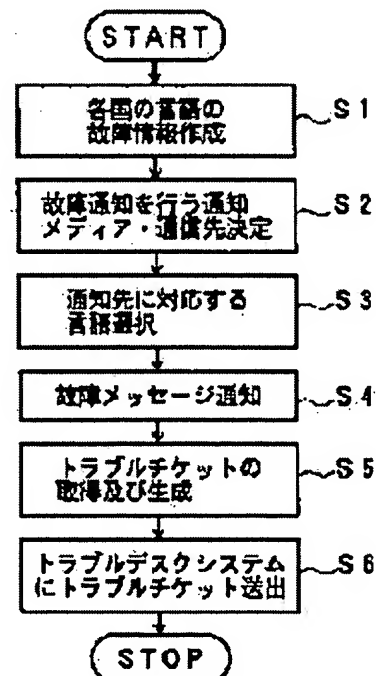 START
各国の言語の S1
故障情報作成
故障通知を行う通知 S2
メディア・通信先決定
通知先に対応する S3
言語選択
故障メッセージ通知 S4
トラブルチケットの S5
取得及び生成
トラブルデスクシステム S6
にトラブルチケット送出
STOP